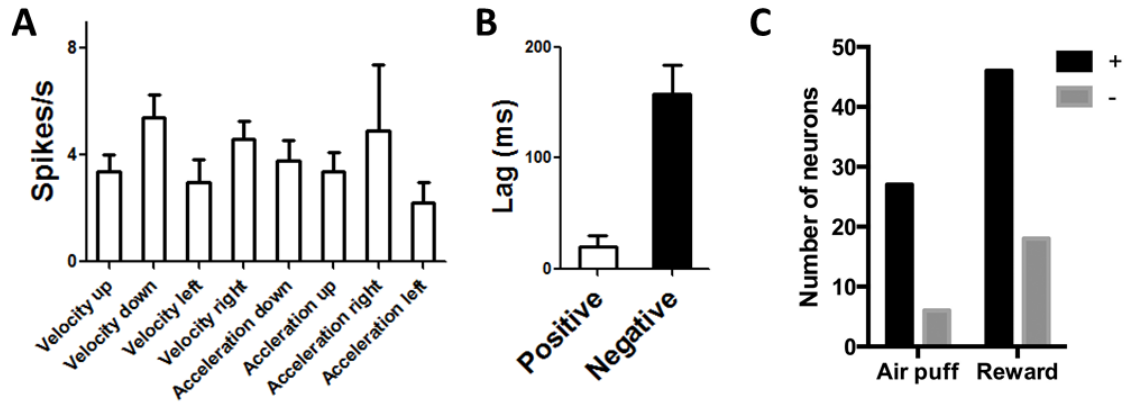 A
Spikes/s
8
4
0
Velocity up
Velocity down
Velocity left
Velocity right
Acceleration down
Accleration up
Acceleration right
Acceleration left
B
Lag (ms)
200
100
0
Positive
Negative
C
Number of neurons
50
40
30
20
10
0
Air puff
Reward
+
-